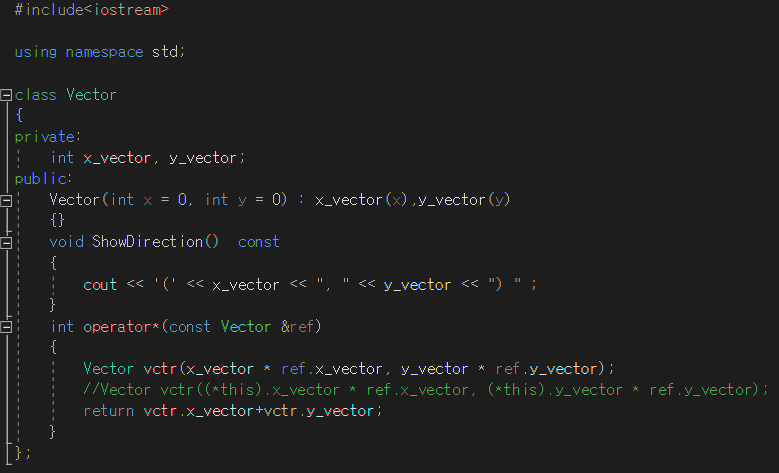 #include<iostream>
using namespace std;
class Vector
{
private:
int x_vector, y_vector;
public:
Vector(int x = 0, int y = 0) : x_vector(x),y_vector(y)
{}
void ShowDirection()  const
{
cout << '(' << x_vector << ", " << y_vector << ") " ;
}
int operator*(const Vector &ref)
{
Vector vctr(x_vector * ref.x_vector, y_vector * ref.y_vector);
//Vector vctr((*this).x_vector * ref.x_vector, (*this).y_vector * ref.y_vector);
return vctr.x_vector+vctr.y_vector;
}
};